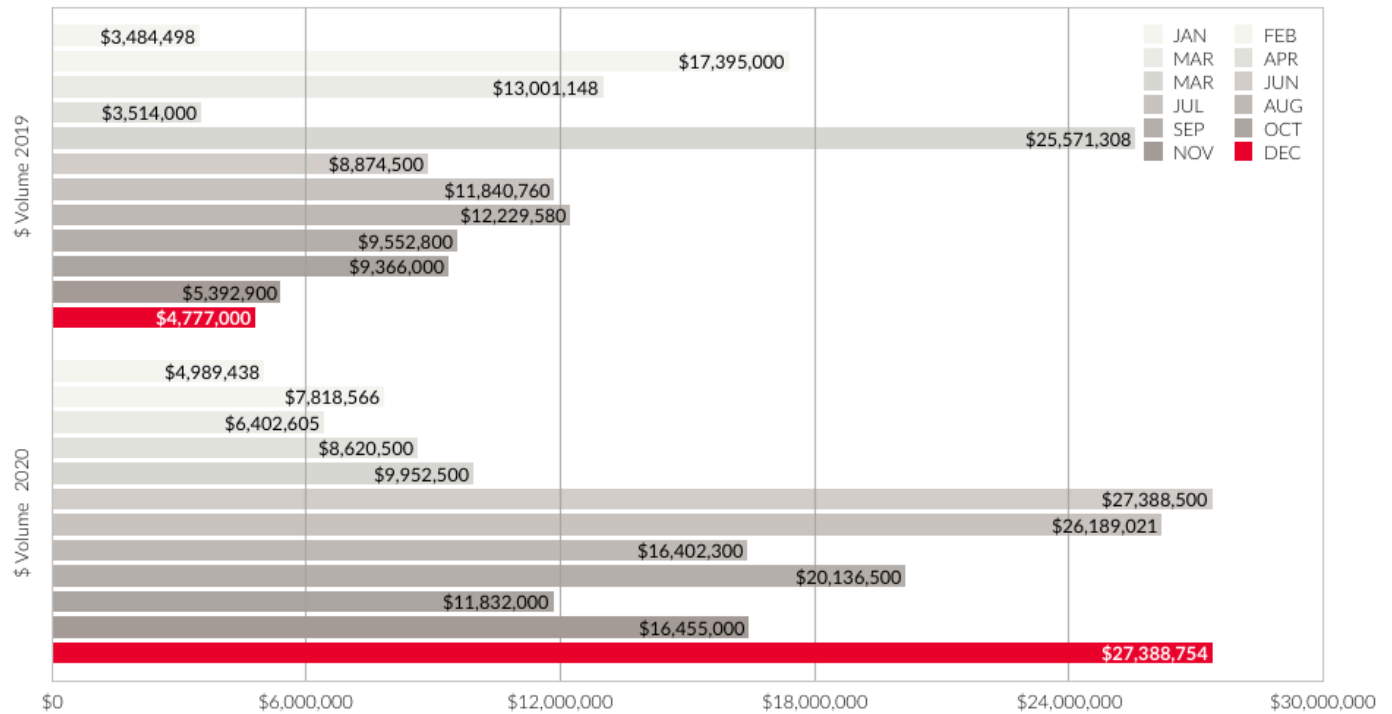 $ Volume 2019
$3,484,498
$17,395,000
$13,001,148
$3,514,000
$25,571,308
$8,874,500
$11,840,760
$12,229,580
$9,552,800
$9,366,000
$5,392,900
$4,777,000
JAN FEB
MAR APR
MAR JUN
JUL AUG
SEP OCT
NOV DEC
$ Volume 2020
$4,989,438
$7,818,566
$6,402,605
$8,620,500
$9,952,500
$27,388,500
$26,189,021
$16,402,300
$20,136,500
$11,832,000
$16,455,000
$27,388,754
$0 $6,000,000 $12,000,000 $18,000,000 $24,000,000 $30,000,000